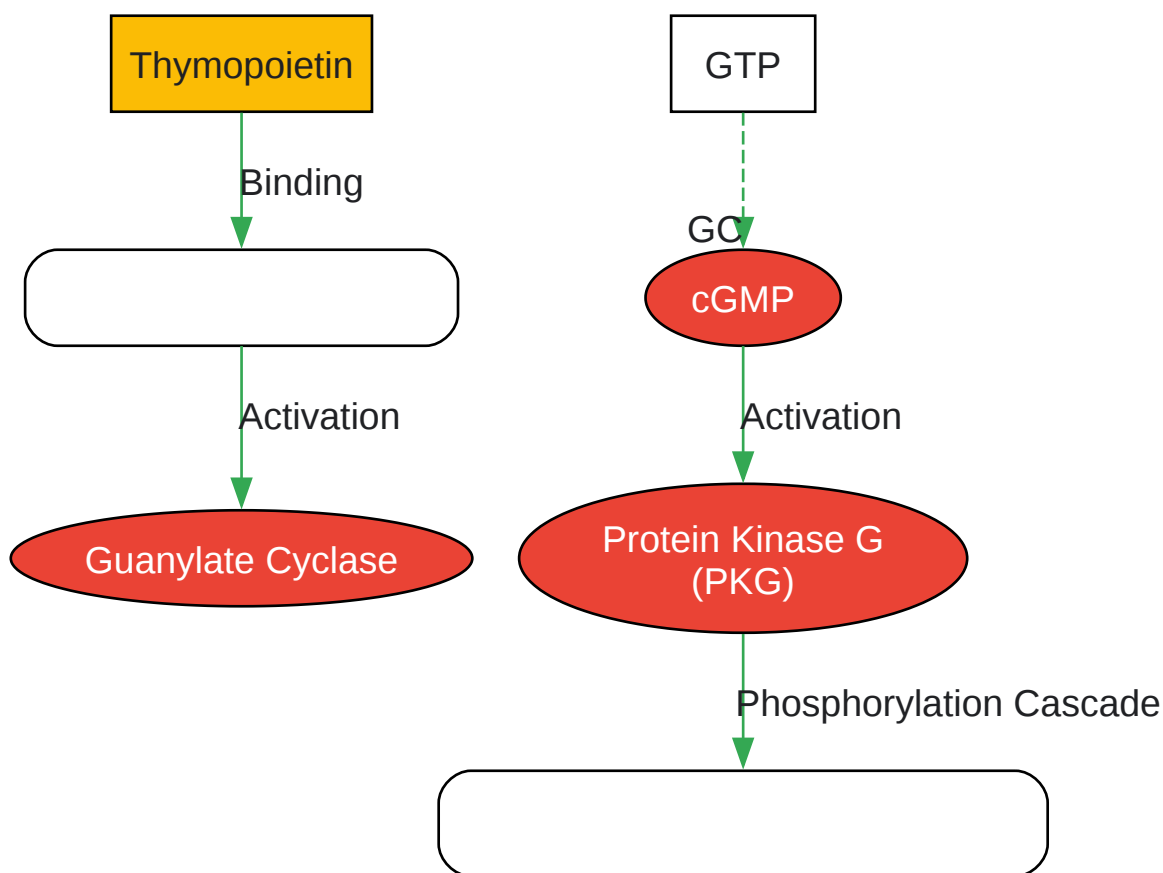 Thymopoietin
GTP
Binding
GC
cGMP
Activation
Activation
Guanylate Cyclase
Protein Kinase G
(PKG)
Phosphorylation Cascade